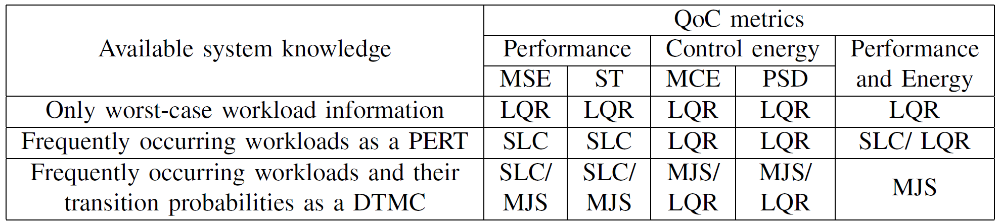 Available system knowledge
QoC metrics
Performance
Control energy
Performance
and Energy
MSE
ST
MCE
PSD
Only worst-case workload information
LQR
LQR
LQR
LQR
LQR
Frequently occurring workloads as a PERT
SLC
SLC
LQR
LQR
SLC/ LQR
Frequently occurring workloads and their
transition probabilities as a DTMC
SLC/
MJS
SLC/
MJS
MJS/
LQR
MJS/
LQR
MJS